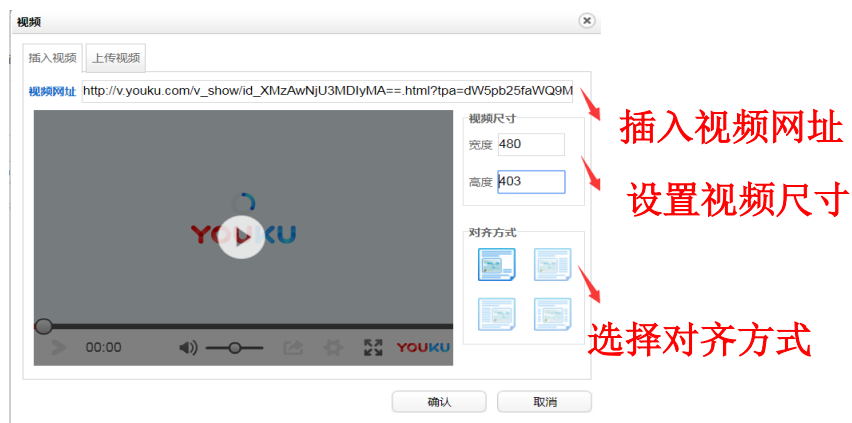 视频
插入视频 上传视频
视频网址 http://v.youku.com/v_show/id_XMzAwNjU3MDIyMA==.html?tpa=dW5pb25faWQ9M
插入视频网址
视频尺寸
宽度 480
高度 403
设置视频尺寸
YOUKU
对齐方式
选择对齐方式
00:00
YOUKU
确认 取消